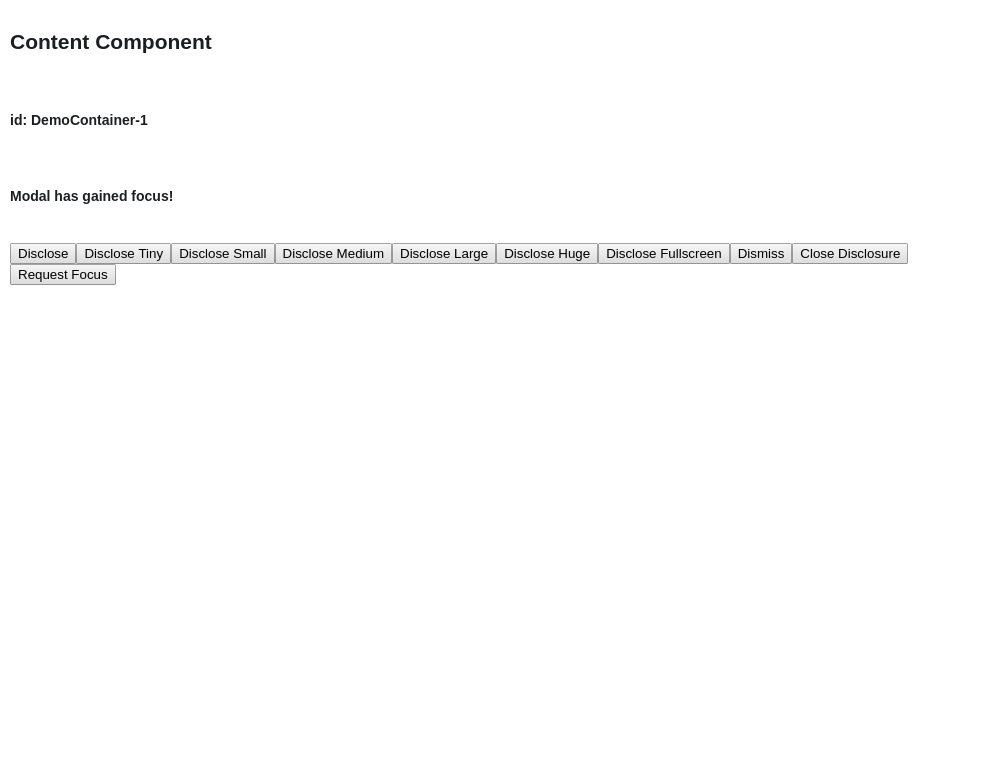 Content Component
id: DemoContainer-1
Modal has gained focus!
Disclose Disclose Tiny Disclose Small Disclose Medium Disclose Large Disclose Huge Disclose Fullscreen Dismiss Close Disclosure
Request Focus